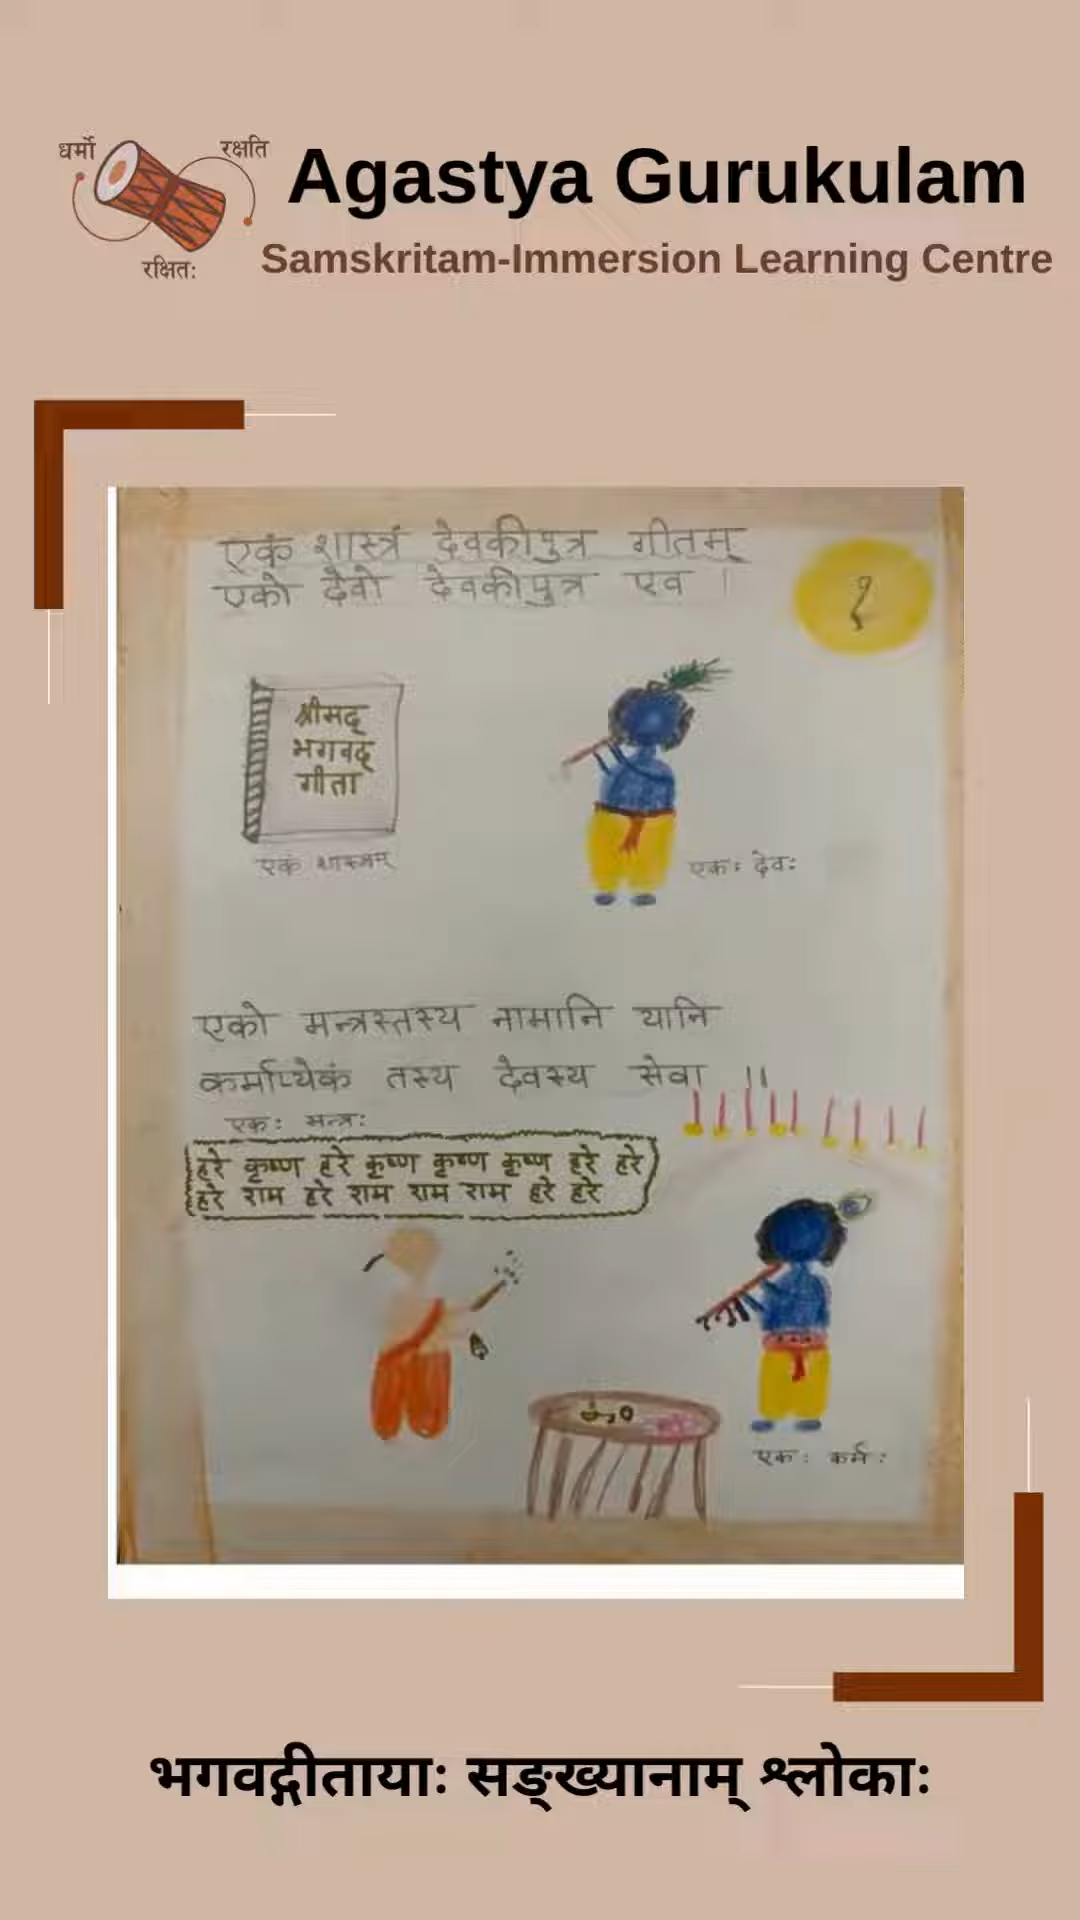 धर्मो रक्षति
रक्षितः
Agastya Gurukulam
Samskritam-Immersion Learning Centre
एकं शास्त्रं देवकीपुत्र गीतम्
एको देवो देवकीपुत्र एव ।
१
श्रीमद्
भगवद्
गीता
एकं शास्त्रम्
एकः देवः
एको मन्त्रस्तस्य नामानि यानि
कर्माप्येकं तस्य देवस्य सेवा ॥
एकः मन्त्रः
हरे कृष्ण हरे कृष्ण कृष्ण कृष्ण हरे हरे
हरे राम हरे राम राम राम हरे हरे
एकः कर्मः
भगवद्गीतायाः सङ्ख्यानाम् श्लोकाः